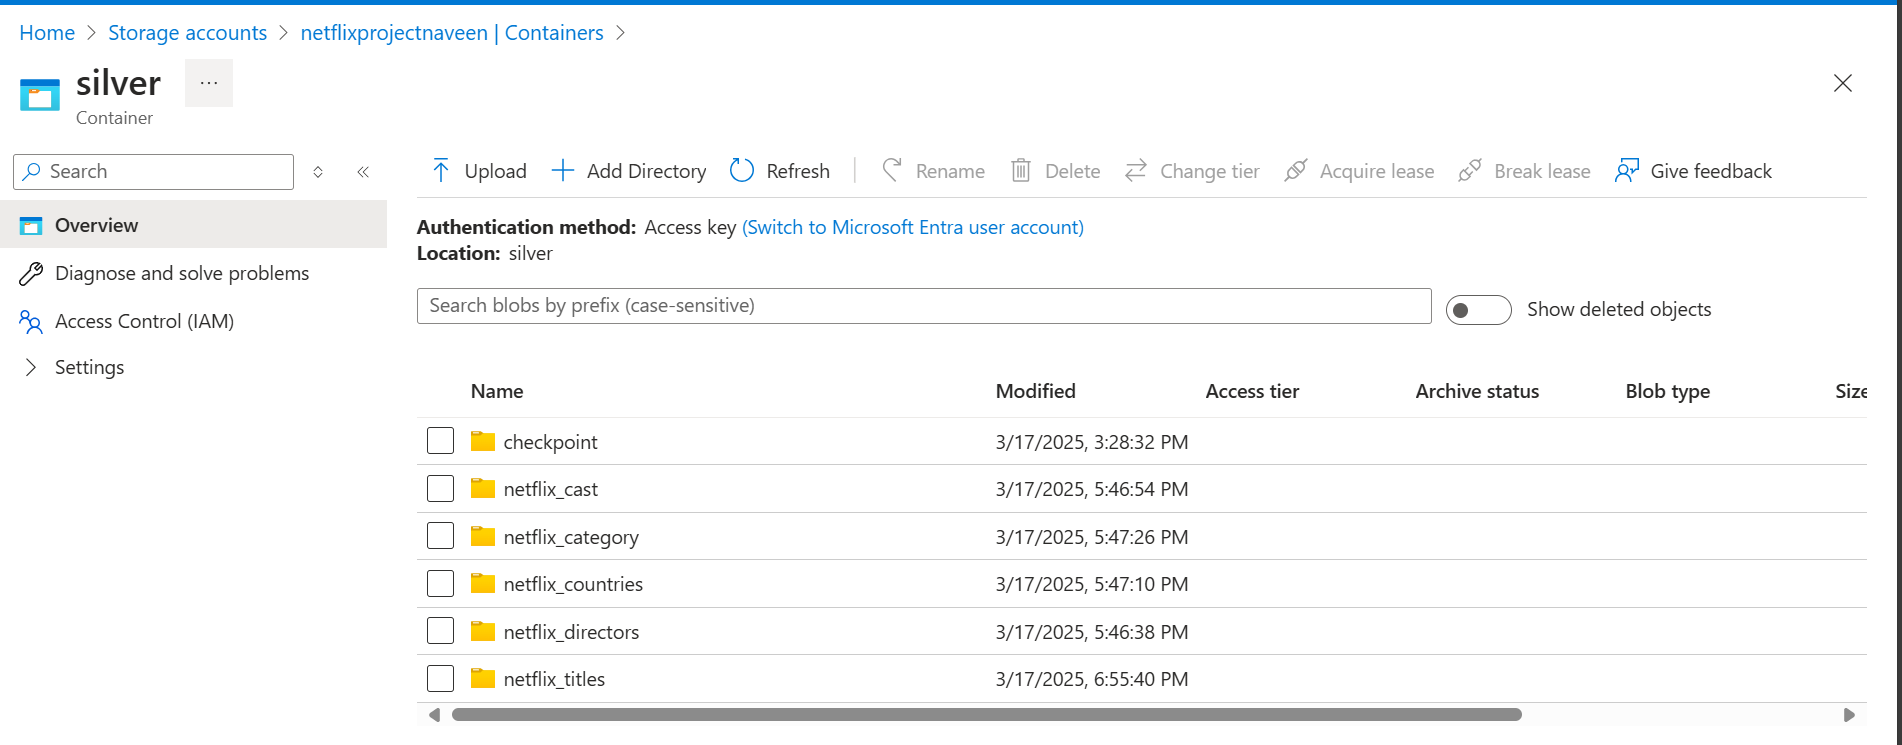 Home > Storage accounts > netflixprojectnaveen | Containers >
silver ...
Container
Search
Upload Add Directory Refresh Rename Delete Change tier Acquire lease Break lease Give feedback
Overview
Diagnose and solve problems
Access Control (IAM)
Settings
Authentication method: Access key (Switch to Microsoft Entra user account)
Location: silver
Search blobs by prefix (case-sensitive)
Show deleted objects
Name Modified Access tier Archive status Blob type Size
checkpoint 3/17/2025, 3:28:32 PM
netflix_cast 3/17/2025, 5:46:54 PM
netflix_category 3/17/2025, 5:47:26 PM
netflix_countries 3/17/2025, 5:47:10 PM
netflix_directors 3/17/2025, 5:46:38 PM
netflix_titles 3/17/2025, 6:55:40 PM